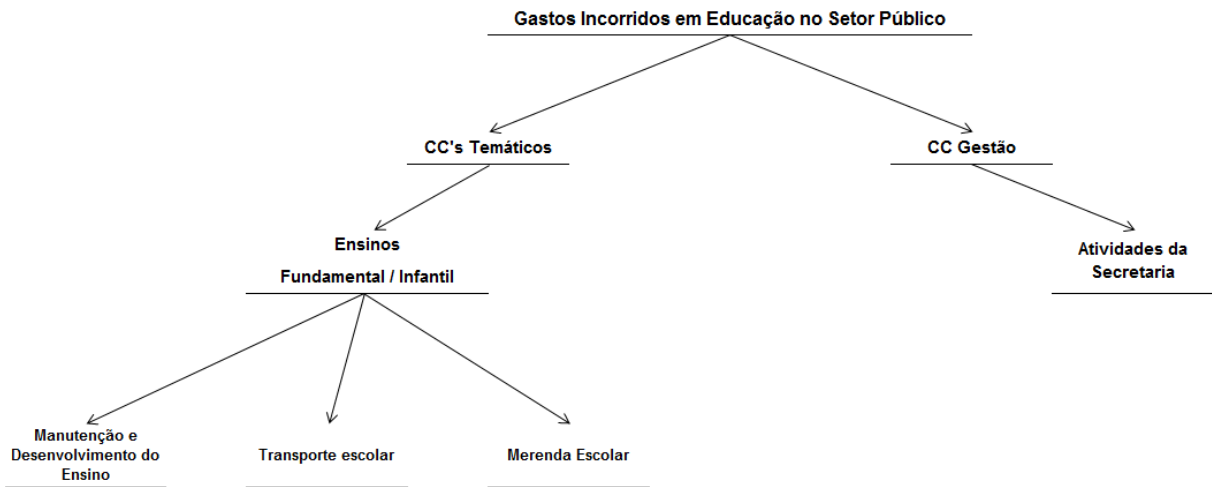 Gastos Incorridos em Educação no Setor Público
CC's Temáticos
CC Gestão
Ensinos
Fundamental / Infantil
Atividades da
Secretaria
Manutenção e
Desenvolvimento do
Ensino
Transporte escolar
Merenda Escolar